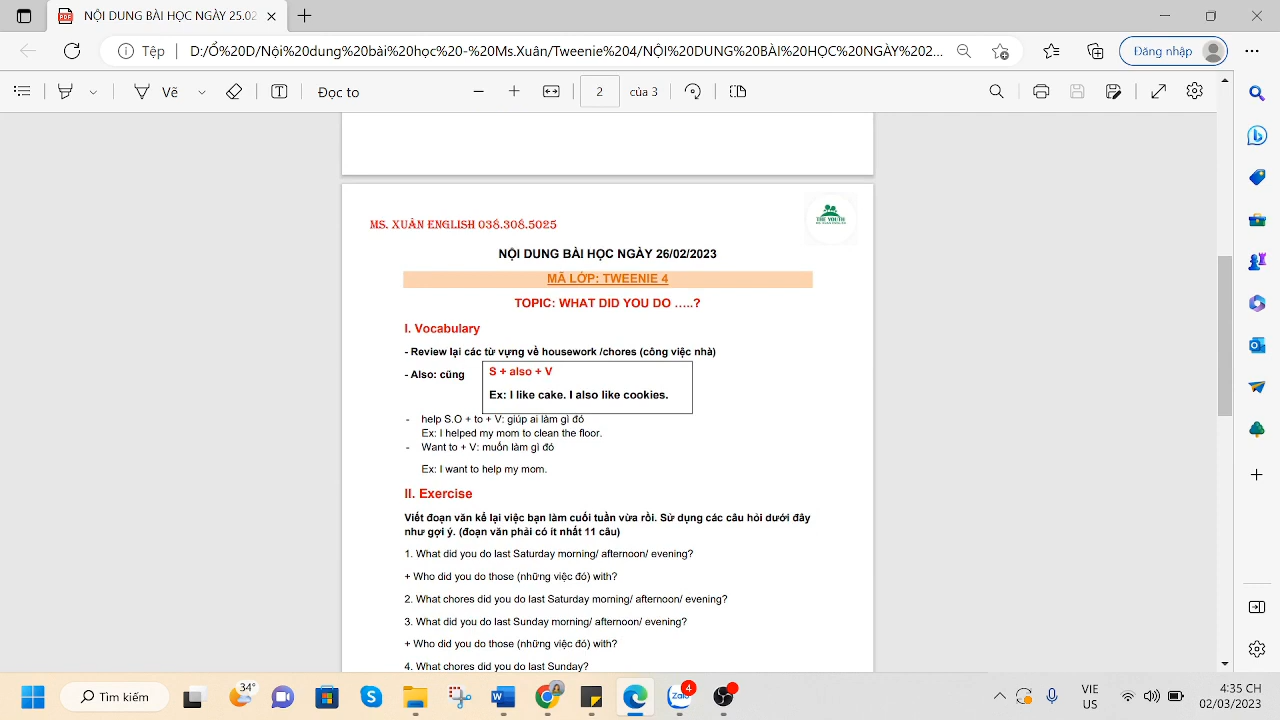 NỘI DUNG BÀI HỌC NGÀY 25.02
Tệp
D:/Ổ%20D/Nội%20dung%20bài%20học%20-%20Ms.Xuân/Tweenie%204/NỘI%20DUNG%20BÀI%20HỌC%20NGÀY%202...
Đăng nhập
Vẽ
Đọc to
2
của 3
MS. XUÂN ENGLISH 038.308.5025
THE YOUTH
NỘI DUNG BÀI HỌC NGÀY 26/02/2023
MÃ LỚP: TWEENIE 4
TOPIC: WHAT DID YOU DO …..?
I. Vocabulary
- Review lại các từ vựng về housework /chores (công việc nhà)
- Also: cũng
S + also + V
Ex: I like cake. I also like cookies.
- help S.O + to + V: giúp ai làm gì đó
Ex: I helped my mom to clean the floor.
- Want to + V: muốn làm gì đó
Ex: I want to help my mom.
II. Exercise
Viết đoạn văn kể lại việc bạn làm cuối tuần vừa rồi. Sử dụng các câu hỏi dưới đây
như gợi ý. (đoạn văn phải có ít nhất 11 câu)
1. What did you do last Saturday morning/ afternoon/ evening?
+ Who did you do those (những việc đó) with?
2. What chores did you do last Saturday morning/ afternoon/ evening?
3. What did you do last Sunday morning/ afternoon/ evening?
+ Who did you do those (những việc đó) with?
4. What chores did you do last Sunday?
Tìm kiếm
34°
Zalo
4
VIE
US
4:35 CH
02/03/2023